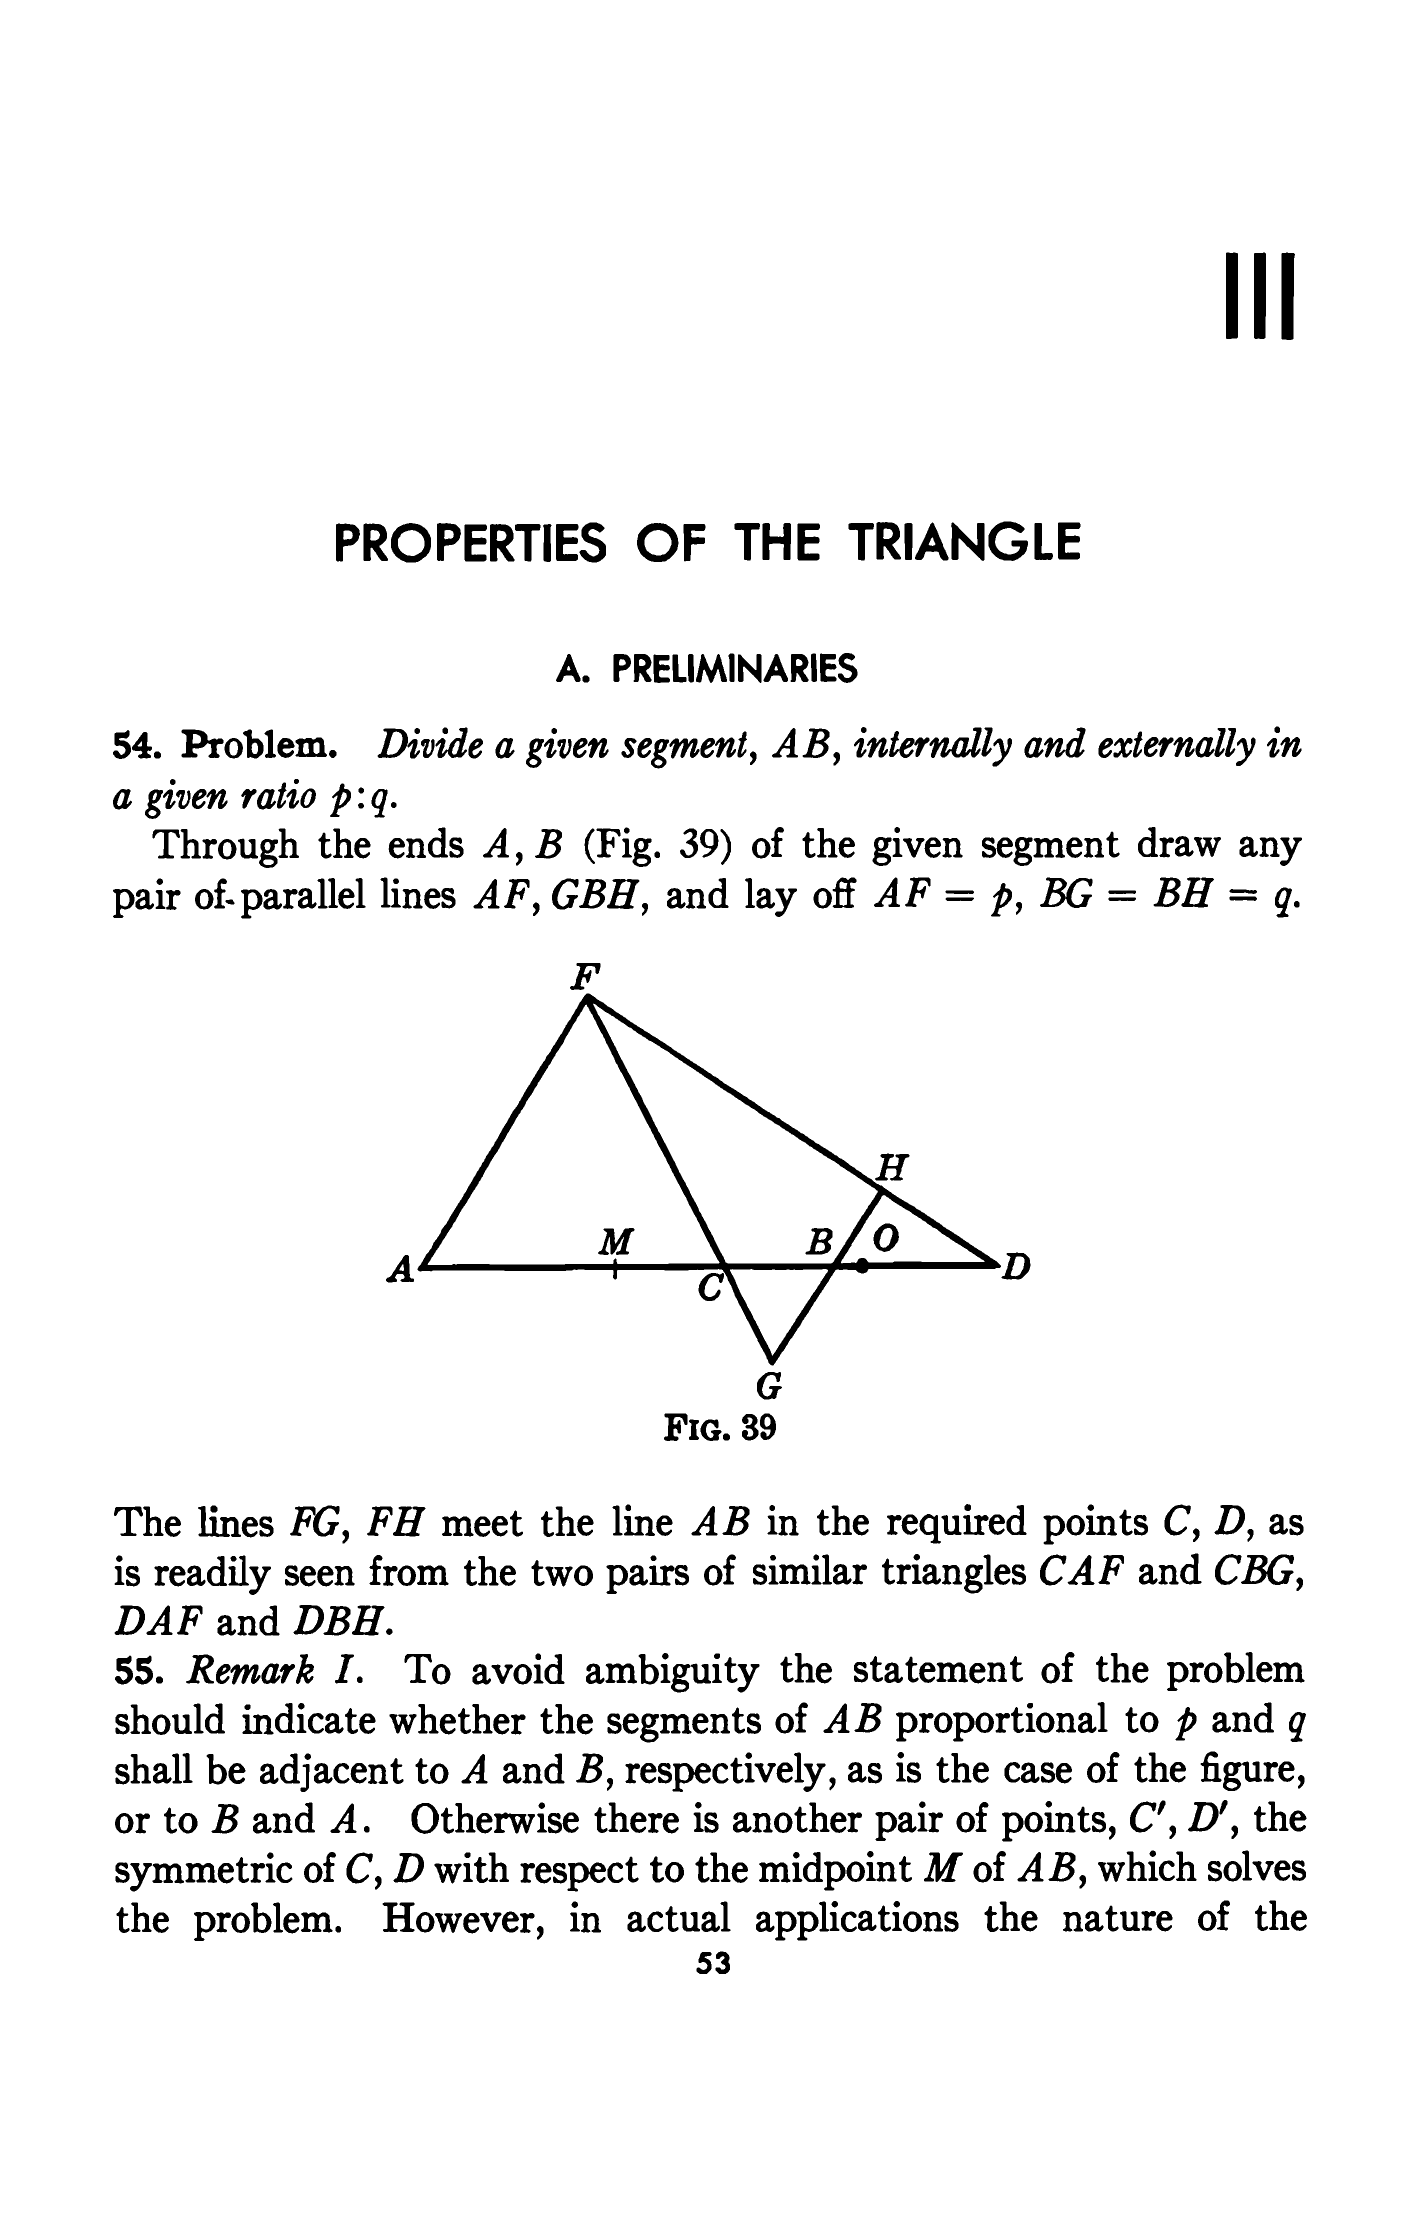 III
PROPERTIES OF THE TRIANGLE
A. PRELIMINARIES
54. Problem. Divide a given segment, AB, internally and externally in
a given ratio p:q.
Through the ends A, B (Fig. 39) of the given segment draw any
pair of parallel lines AF, GBH, and lay off AF = p, BG = BH = q.
F
H
M
B
O
A
C
D
G
FIG. 39
The lines FG, FH meet the line AB in the required points C, D, as
is readily seen from the two pairs of similar triangles CAF and CBG,
DAF and DBH.
55. Remark I. To avoid ambiguity the statement of the problem
should indicate whether the segments of AB proportional to p and q
shall be adjacent to A and B, respectively, as is the case of the figure,
or to B and A. Otherwise there is another pair of points, C', D', the
symmetric of C, D with respect to the midpoint M of AB, which solves
the problem. However, in actual applications the nature of the
53